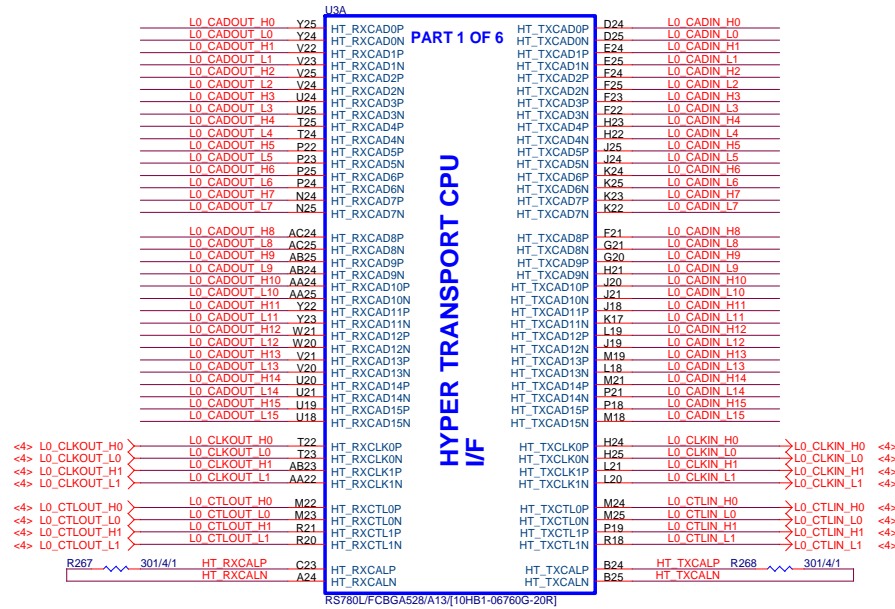 U3A
PART 1 OF 6
HYPER TRANSPORT CPU
I/F
L0_CADOUT_H0 Y25 HT_RXCAD0P HT_TXCAD0P D24 L0_CADIN_H0
L0_CADOUT_L0 Y24 HT_RXCAD0N HT_TXCAD0N D25 L0_CADIN_L0
L0_CADOUT_H1 V22 HT_RXCAD1P HT_TXCAD1P E24 L0_CADIN_H1
L0_CADOUT_L1 V23 HT_RXCAD1N HT_TXCAD1N E25 L0_CADIN_L1
L0_CADOUT_H2 V25 HT_RXCAD2P HT_TXCAD2P F24 L0_CADIN_H2
L0_CADOUT_L2 V24 HT_RXCAD2N HT_TXCAD2N F25 L0_CADIN_L2
L0_CADOUT_H3 U24 HT_RXCAD3P HT_TXCAD3P F23 L0_CADIN_H3
L0_CADOUT_L3 U25 HT_RXCAD3N HT_TXCAD3N F22 L0_CADIN_L3
L0_CADOUT_H4 T25 HT_RXCAD4P HT_TXCAD4P H23 L0_CADIN_H4
L0_CADOUT_L4 T24 HT_RXCAD4N HT_TXCAD4N H22 L0_CADIN_L4
L0_CADOUT_H5 P22 HT_RXCAD5P HT_TXCAD5P J25 L0_CADIN_H5
L0_CADOUT_L5 P23 HT_RXCAD5N HT_TXCAD5N J24 L0_CADIN_L5
L0_CADOUT_H6 P25 HT_RXCAD6P HT_TXCAD6P K24 L0_CADIN_H6
L0_CADOUT_L6 P24 HT_RXCAD6N HT_TXCAD6N K25 L0_CADIN_L6
L0_CADOUT_H7 N24 HT_RXCAD7P HT_TXCAD7P K23 L0_CADIN_H7
L0_CADOUT_L7 N25 HT_RXCAD7N HT_TXCAD7N K22 L0_CADIN_L7
L0_CADOUT_H8 AC24 HT_RXCAD8P HT_TXCAD8P F21 L0_CADIN_H8
L0_CADOUT_L8 AC25 HT_RXCAD8N HT_TXCAD8N G21 L0_CADIN_L8
L0_CADOUT_H9 AB25 HT_RXCAD9P HT_TXCAD9P G20 L0_CADIN_H9
L0_CADOUT_L9 AB24 HT_RXCAD9N HT_TXCAD9N H21 L0_CADIN_L9
L0_CADOUT_H10 AA24 HT_RXCAD10P HT_TXCAD10P J20 L0_CADIN_H10
L0_CADOUT_L10 AA25 HT_RXCAD10N HT_TXCAD10N J21 L0_CADIN_L10
L0_CADOUT_H11 Y22 HT_RXCAD11P HT_TXCAD11P J18 L0_CADIN_H11
L0_CADOUT_L11 Y23 HT_RXCAD11N HT_TXCAD11N K17 L0_CADIN_L11
L0_CADOUT_H12 W21 HT_RXCAD12P HT_TXCAD12P L19 L0_CADIN_H12
L0_CADOUT_L12 W20 HT_RXCAD12N HT_TXCAD12N J19 L0_CADIN_L12
L0_CADOUT_H13 V21 HT_RXCAD13P HT_TXCAD13P M19 L0_CADIN_H13
L0_CADOUT_L13 V20 HT_RXCAD13N HT_TXCAD13N L18 L0_CADIN_L13
L0_CADOUT_H14 U20 HT_RXCAD14P HT_TXCAD14P M21 L0_CADIN_H14
L0_CADOUT_L14 U21 HT_RXCAD14N HT_TXCAD14N P21 L0_CADIN_L14
L0_CADOUT_H15 U19 HT_RXCAD15P HT_TXCAD15P P18 L0_CADIN_H15
L0_CADOUT_L15 U18 HT_RXCAD15N HT_TXCAD15N M18 L0_CADIN_L15
<4> L0_CLKOUT_H0 L0_CLKOUT_H0 T22 HT_RXCLK0P HT_TXCLK0P H24 L0_CLKIN_H0 L0_CLKIN_H0 <4>
<4> L0_CLKOUT_L0 L0_CLKOUT_L0 T23 HT_RXCLK0N HT_TXCLK0N H25 L0_CLKIN_L0 L0_CLKIN_L0 <4>
<4> L0_CLKOUT_H1 L0_CLKOUT_H1 AB23 HT_RXCLK1P HT_TXCLK1P L21 L0_CLKIN_H1 L0_CLKIN_H1 <4>
<4> L0_CLKOUT_L1 L0_CLKOUT_L1 AA22 HT_RXCLK1N HT_TXCLK1N L20 L0_CLKIN_L1 L0_CLKIN_L1 <4>
<4> L0_CTLOUT_H0 L0_CTLOUT_H0 M22 HT_RXCTL0P HT_TXCTL0P M24 L0_CTLIN_H0 L0_CTLIN_H0 <4>
<4> L0_CTLOUT_L0 L0_CTLOUT_L0 M23 HT_RXCTL0N HT_TXCTL0N M25 L0_CTLIN_L0 L0_CTLIN_L0 <4>
<4> L0_CTLOUT_H1 L0_CTLOUT_H1 R21 HT_RXCTL1P HT_TXCTL1P P19 L0_CTLIN_H1 L0_CTLIN_H1 <4>
<4> L0_CTLOUT_L1 L0_CTLOUT_L1 R20 HT_RXCTL1N HT_TXCTL1N R18 L0_CTLIN_L1 L0_CTLIN_L1 <4>
R267 301/4/1 HT_RXCALP C23 HT_RXCALP HT_TXCALP B24 HT_TXCALP R268 301/4/1
HT_RXCALN A24 HT_RXCALN HT_TXCALN B25 HT_TXCALN
RS780L/FCBGA528/A13/[10HB1-06760G-20R]